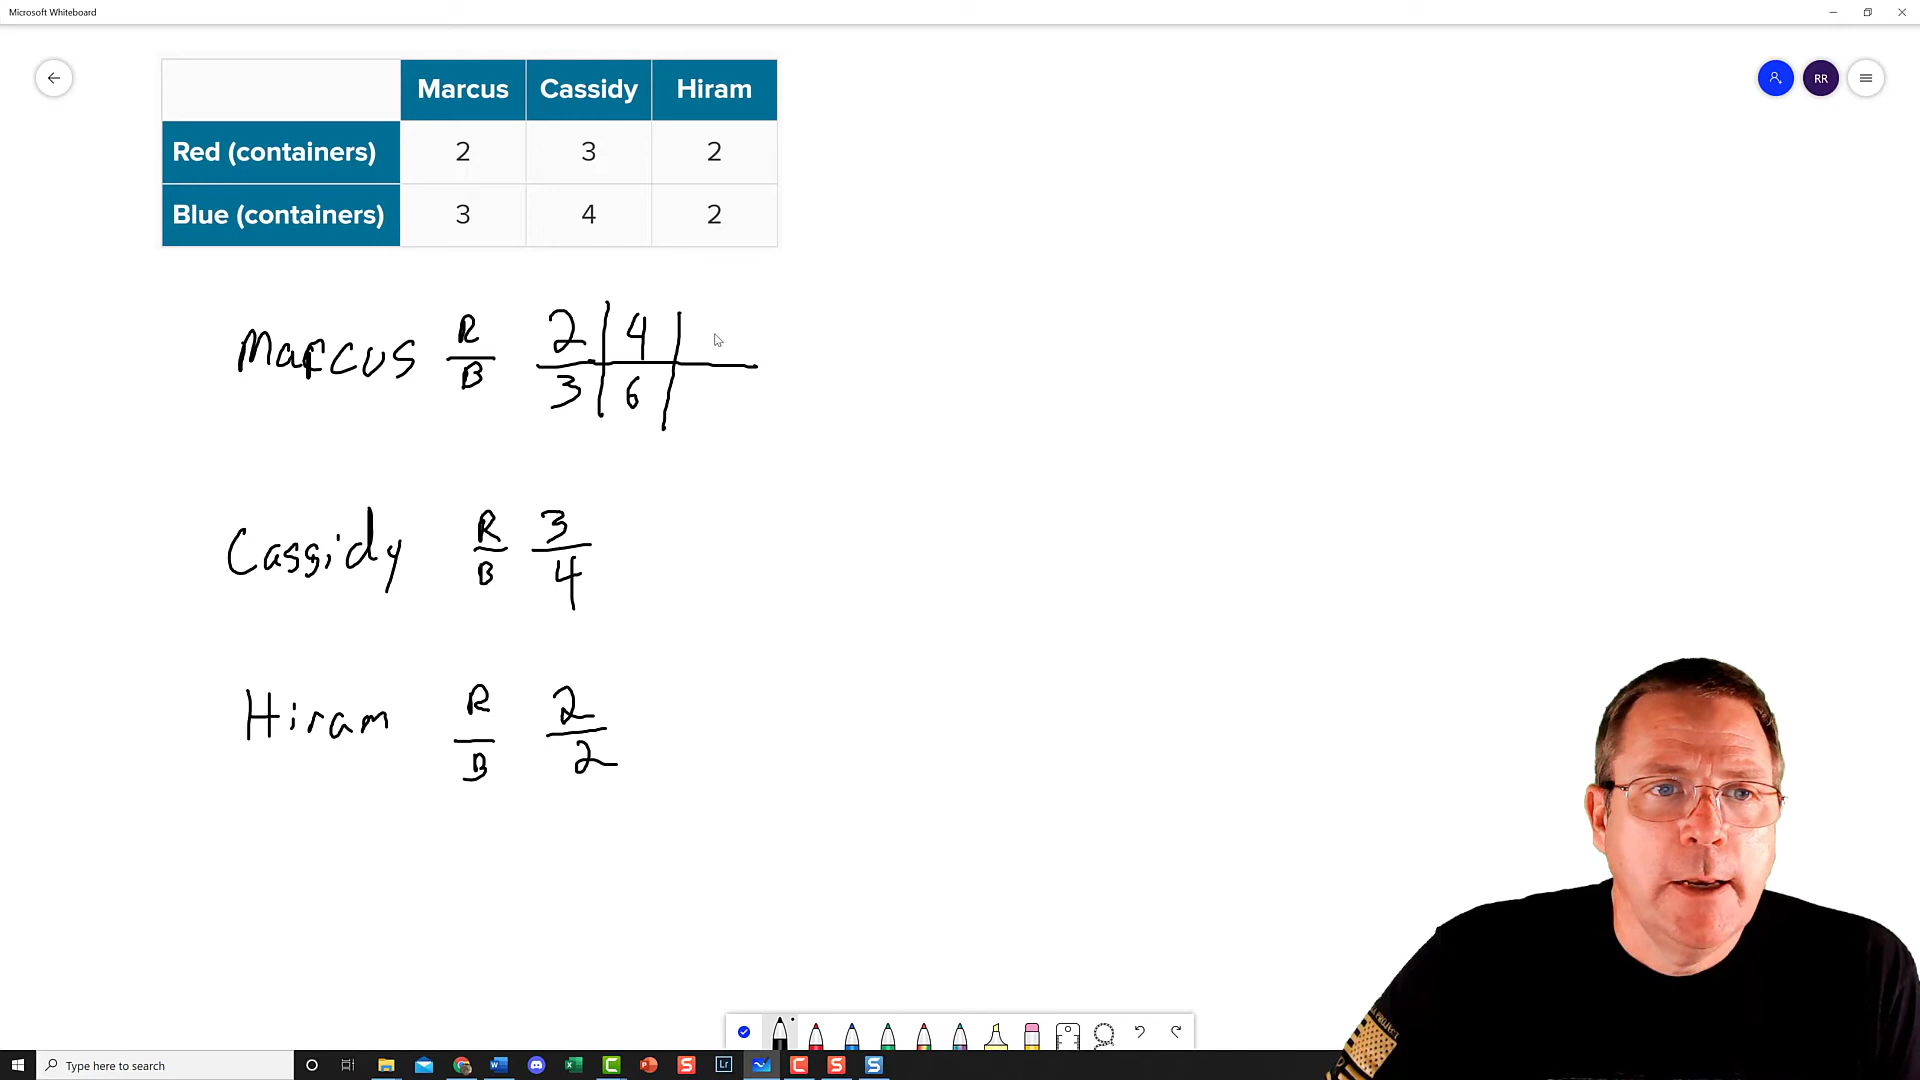 Microsoft Whiteboard
RR
Marcus Cassidy Hiram
Red (containers) 2 3 2
Blue (containers) 3 4 2
Marcus R 2 4
B 3 6
Cassidy R 3
B 4
Hiram R 2
B 2
Type here to search
Lr